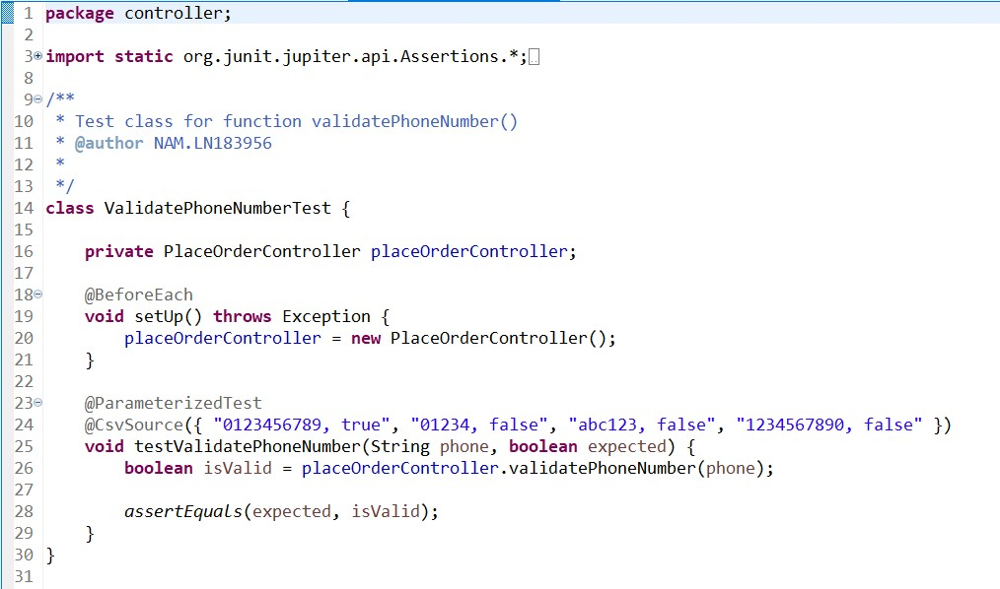 1 package controller;
2
3 import static org.junit.jupiter.api.Assertions.*;
8
9 /**
10  * Test class for function validatePhoneNumber()
11  * @author NAM.LN183956
12  *
13  */
14 class ValidatePhoneNumberTest {
15
16     private PlaceOrderController placeOrderController;
17
18     @BeforeEach
19     void setUp() throws Exception {
20         placeOrderController = new PlaceOrderController();
21     }
22
23     @ParameterizedTest
24     @CsvSource({ "0123456789, true", "01234, false", "abc123, false", "1234567890, false" })
25     void testValidatePhoneNumber(String phone, boolean expected) {
26         boolean isValid = placeOrderController.validatePhoneNumber(phone);
27
28         assertEquals(expected, isValid);
29     }
30 }
31